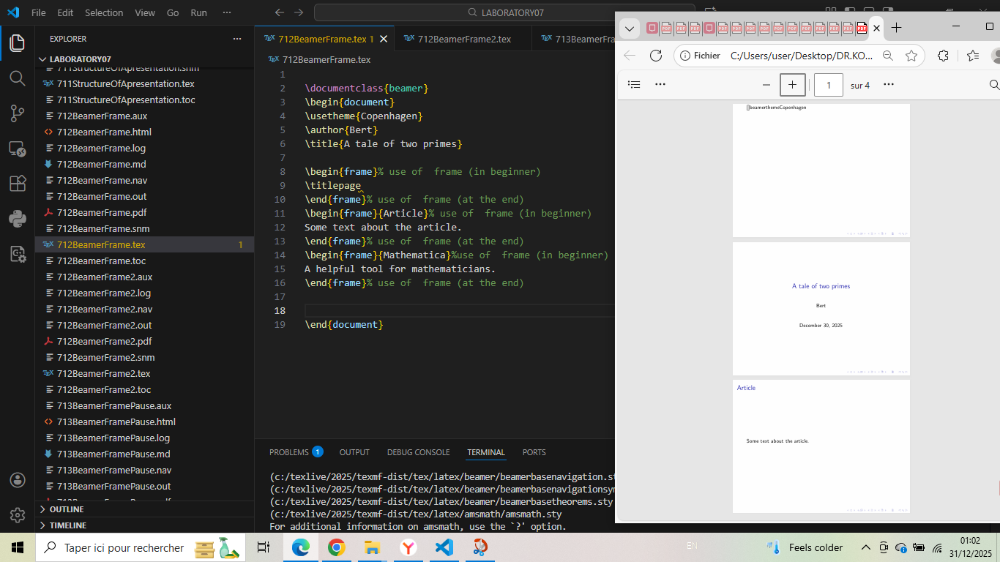 File Edit Selection View Go Run ··· LABORATORY07
EXPLORER
LABORATORY07
711StructureOfApresentation.snm
711StructureOfApresentation.tex
711StructureOfApresentation.toc
712BeamerFrame.aux
712BeamerFrame.html
712BeamerFrame.log
712BeamerFrame.md
712BeamerFrame.nav
712BeamerFrame.out
712BeamerFrame.pdf
712BeamerFrame.snm
712BeamerFrame.tex 1
712BeamerFrame.toc
712BeamerFrame2.aux
712BeamerFrame2.log
712BeamerFrame2.nav
712BeamerFrame2.out
712BeamerFrame2.pdf
712BeamerFrame2.snm
712BeamerFrame2.tex
712BeamerFrame2.toc
713BeamerFramePause.aux
713BeamerFramePause.html
713BeamerFramePause.log
713BeamerFramePause.md
713BeamerFramePause.nav
713BeamerFramePause.out
OUTLINE
TIMELINE
712BeamerFrame.tex 1 712BeamerFrame2.tex 713BeamerFra
712BeamerFrame.tex
1
2 \documentclass{beamer}
3 \begin{document}
4 \usetheme{Copenhagen}
5 \author{Bert}
6 \title{A tale of two primes}
7
8 \begin{frame}% use of  frame (in beginner)
9 \titlepage
10 \end{frame}% use of  frame (at the end)
11 \begin{frame}{Article}% use of  frame (in beginner)
12 Some text about the article.
13 \end{frame}% use of  frame (at the end)
14 \begin{frame}{Mathematica}%use of  frame (in beginner)
15 A helpful tool for mathematicians.
16 \end{frame}% use of  frame (at the end)
17
18
19 \end{document}
PROBLEMS 1 OUTPUT DEBUG CONSOLE TERMINAL PORTS
(c:/texlive/2025/texmf-dist/tex/latex/beamer/beamerbasenavigation.st
(c:/texlive/2025/texmf-dist/tex/latex/beamer/beamerbasenavigationsym
(c:/texlive/2025/texmf-dist/tex/latex/beamer/beamerbasetheorems.sty
(c:/texlive/2025/texmf-dist/tex/latex/amsmath/amsmath.sty
For additional information on amsmath, use the `?' option.
Fichier C:/Users/user/Desktop/DR.KO...
1 sur 4
beamerthemeCopenhagen
A tale of two primes
Bert
December 30, 2025
Article
Some text about the article.
Taper ici pour rechercher
EN
Feels colder
01:02
31/12/2025